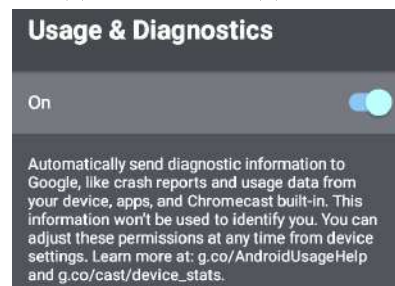 Usage & Diagnostics
On
Automatically send diagnostic information to
Google, like crash reports and usage data from
your device, apps, and Chromecast built-in. This
information won't be used to identify you. You can
adjust these permissions at any time from device
settings. Learn more at: g.co/AndroidUsageHelp
and g.co/cast/device_stats.